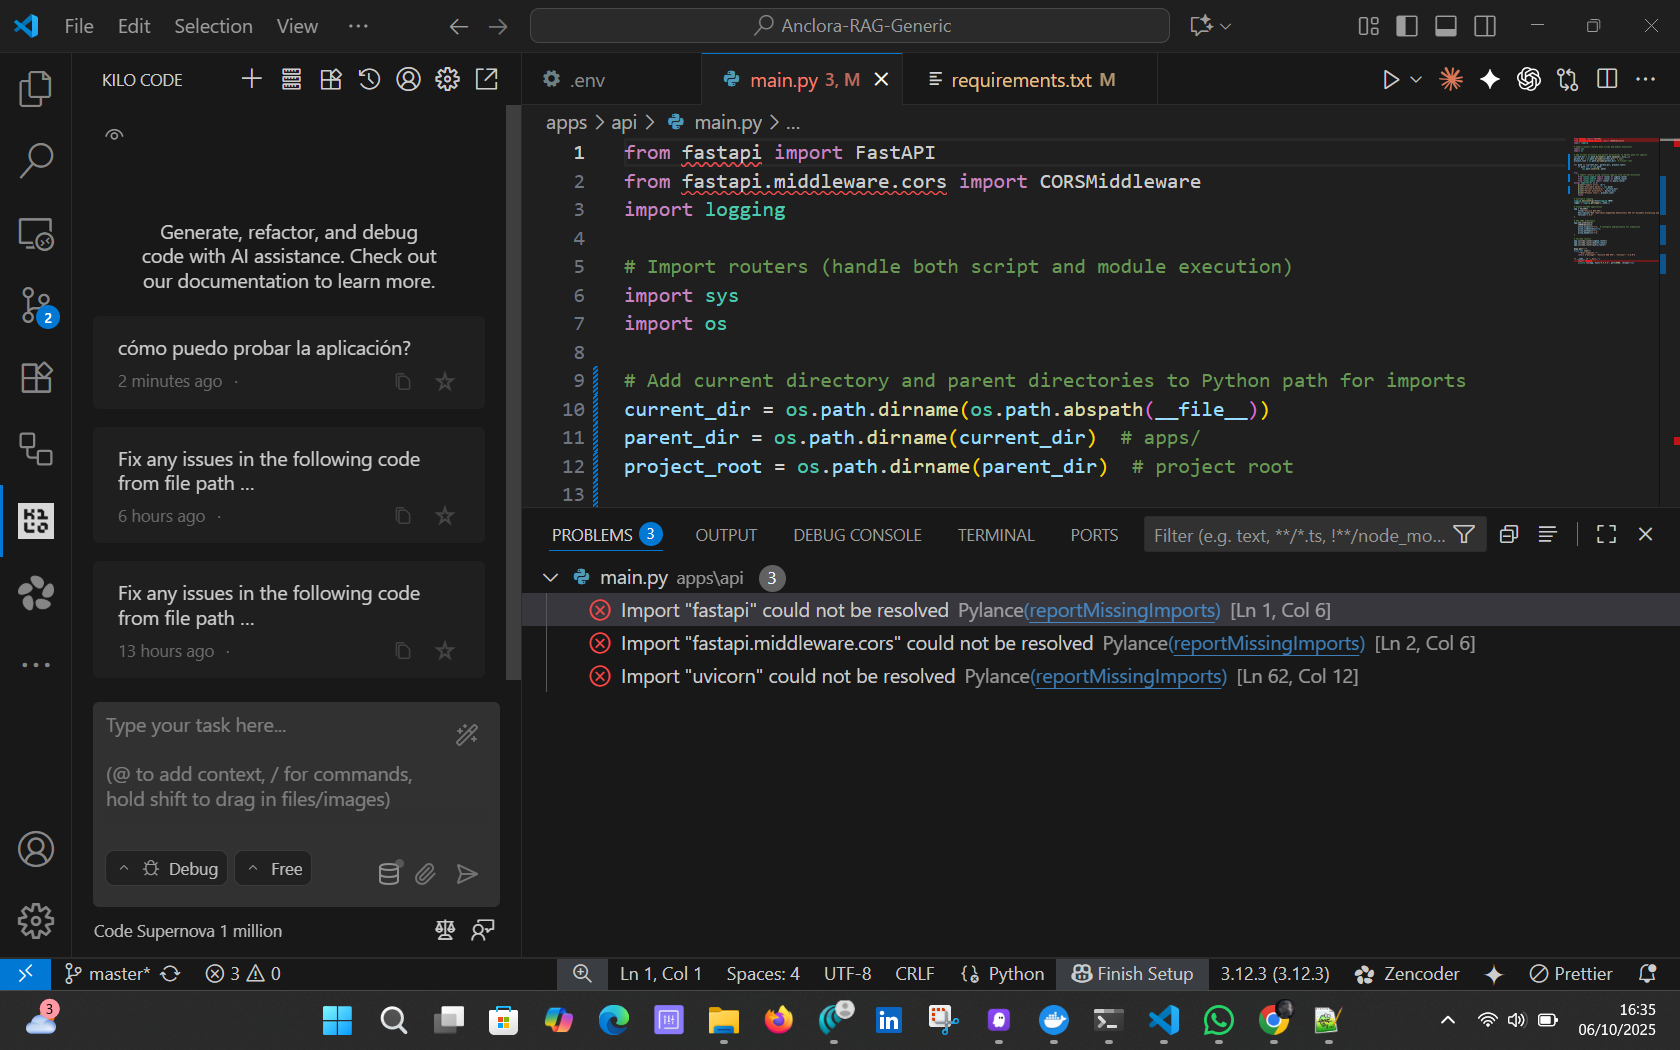 File Edit Selection View ···
Anclora-RAG-Generic
KILO CODE
Generate, refactor, and debug
code with AI assistance. Check out
our documentation to learn more.
cómo puedo probar la aplicación?
2 minutes ago ·
Fix any issues in the following code
from file path ...
6 hours ago ·
Fix any issues in the following code
from file path ...
13 hours ago ·
Type your task here...
(@ to add context, / for commands,
hold shift to drag in files/images)
Debug
Free
Code Supernova 1 million
.env
main.py 3, M
requirements.txt M
apps > api > main.py > ...
1 from fastapi import FastAPI
2 from fastapi.middleware.cors import CORSMiddleware
3 import logging
4
5 # Import routers (handle both script and module execution)
6 import sys
7 import os
8
9 # Add current directory and parent directories to Python path for imports
10 current_dir = os.path.dirname(os.path.abspath(__file__))
11 parent_dir = os.path.dirname(current_dir)  # apps/
12 project_root = os.path.dirname(parent_dir)  # project root
13
PROBLEMS 3 OUTPUT DEBUG CONSOLE TERMINAL PORTS
Filter (e.g. text, **/*.ts, !**/node_mo...
main.py apps\api 3
Import "fastapi" could not be resolved Pylance(reportMissingImports) [Ln 1, Col 6]
Import "fastapi.middleware.cors" could not be resolved Pylance(reportMissingImports) [Ln 2, Col 6]
Import "uvicorn" could not be resolved Pylance(reportMissingImports) [Ln 62, Col 12]
2
master* 3 0
Ln 1, Col 1 Spaces: 4 UTF-8 CRLF {} Python Finish Setup 3.12.3 (3.12.3) Zencoder Prettier
3
16:35
06/10/2025